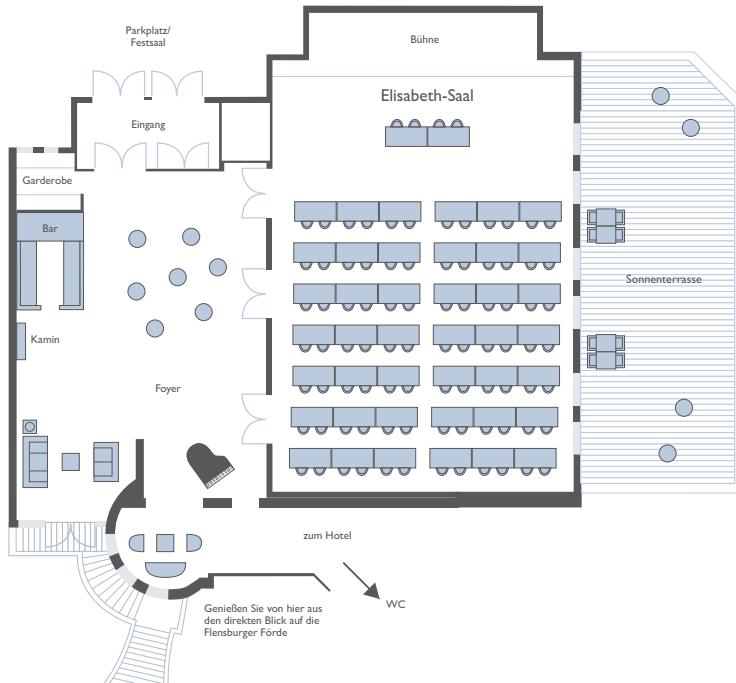 Parkplatz/
Festsaal
Bühne
Elisabeth-Saal
Eingang
Garderobe
Bar
Sonnenterrasse
Kamin
Foyer
zum Hotel
WC
Genießen Sie von hier aus
den direkten Blick auf die
Flensburger Förde